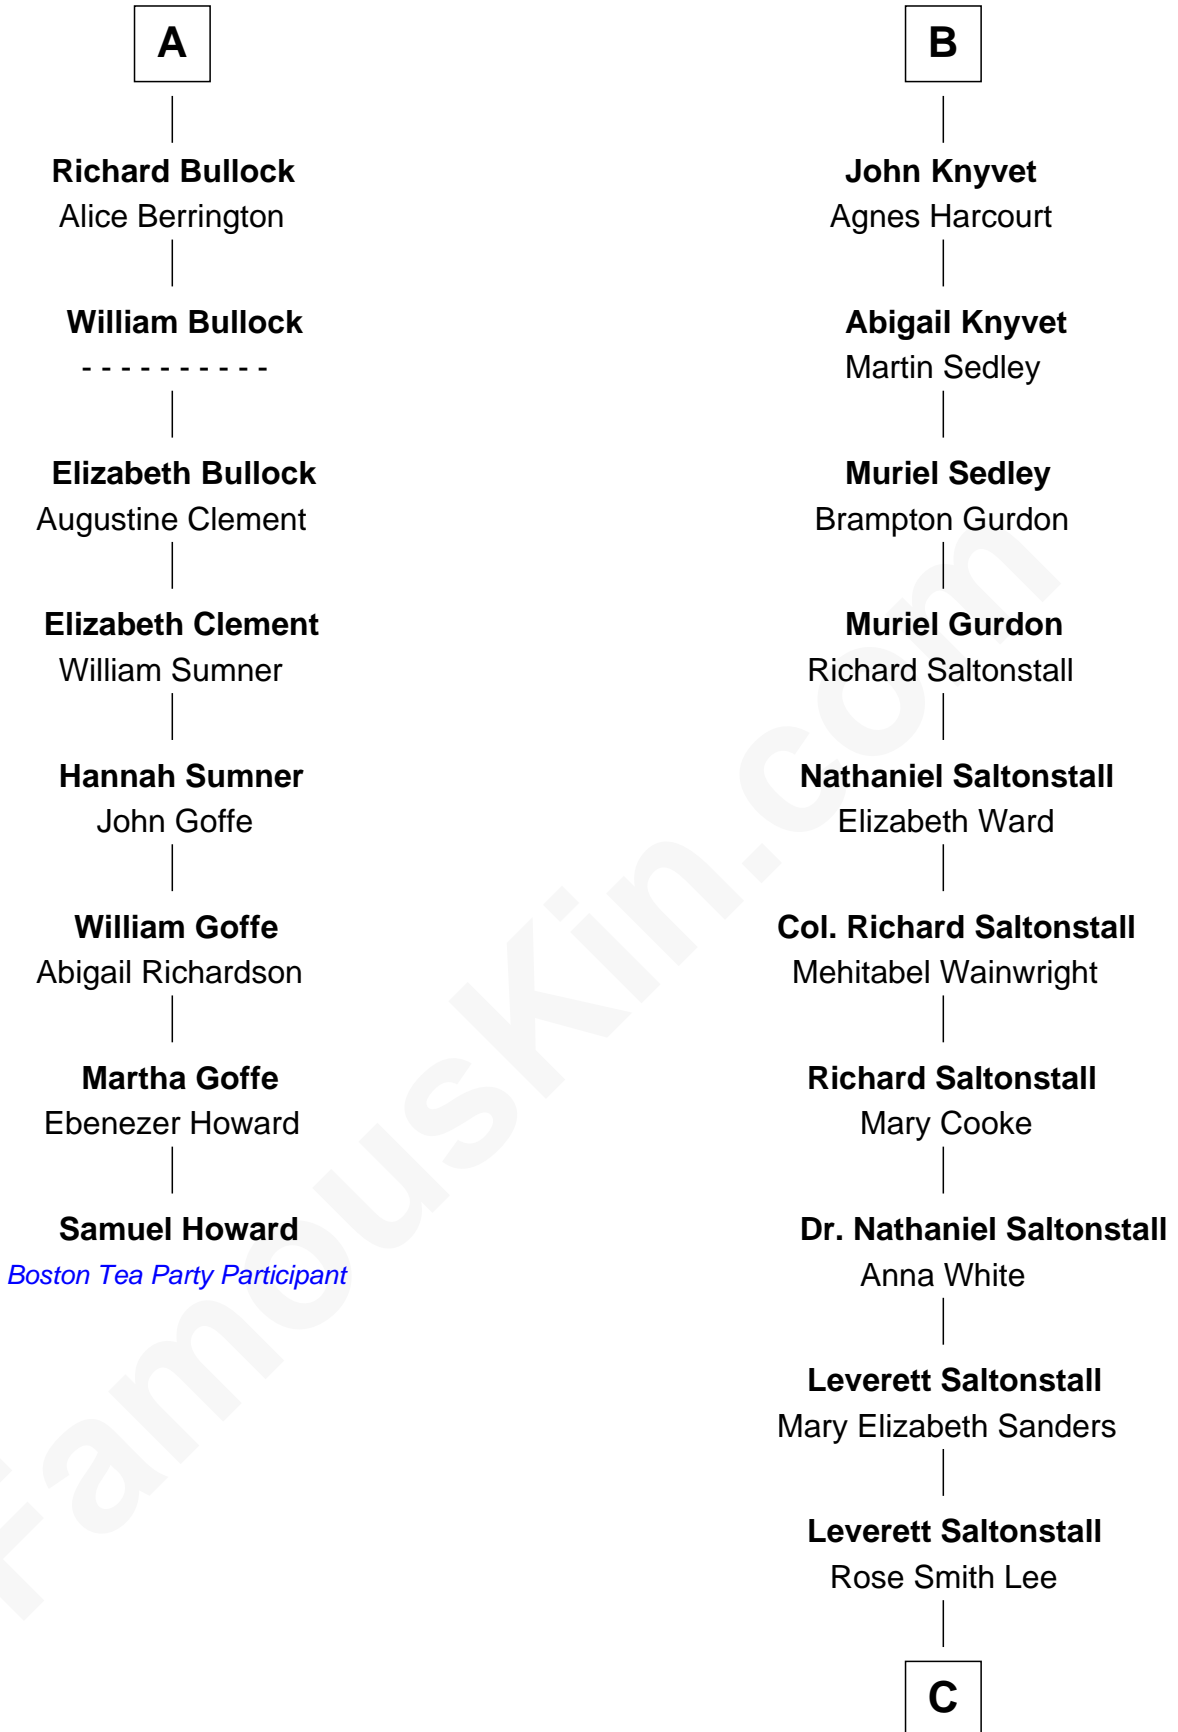 A
Richard Bullock
Alice Berrington
William Bullock
- - - - - - - - - -
Elizabeth Bullock
Augustine Clement
Elizabeth Clement
William Sumner
Hannah Sumner
John Goffe
William Goffe
Abigail Richardson
Martha Goffe
Ebenezer Howard
Samuel Howard
Boston Tea Party Participant
B
John Knyvet
Agnes Harcourt
Abigail Knyvet
Martin Sedley
Muriel Sedley
Brampton Gurdon
Muriel Gurdon
Richard Saltonstall
Nathaniel Saltonstall
Elizabeth Ward
Col. Richard Saltonstall
Mehitabel Wainwright
Richard Saltonstall
Mary Cooke
Dr. Nathaniel Saltonstall
Anna White
Leverett Saltonstall
Mary Elizabeth Sanders
Leverett Saltonstall
Rose Smith Lee
C
FamousKin.com